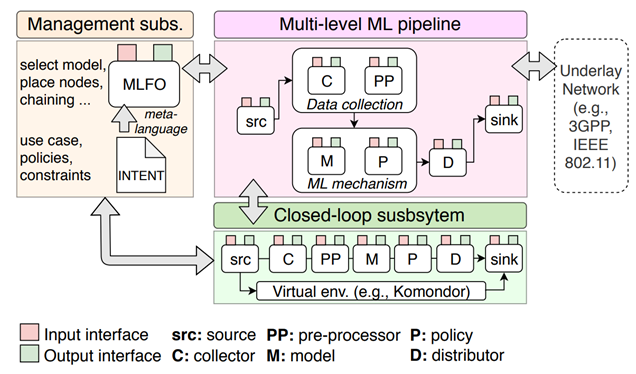 Management subs.
Multi-level ML pipeline
select model,
place nodes,
chaining ...
MLFO
meta-
language
use case,
policies,
constraints
INTENT
src
C
PP
Data collection
M
P
ML mechanism
D
sink
Underlay
Network
(e.g.,
3GPP,
IEEE
802.11)
Closed-loop susbsytem
src
C
PP
M
P
D
sink
Virtual env. (e.g., Komondor)
Input interface
Output interface
src: source
PP: pre-processor
P: policy
C: collector
M: model
D: distributor